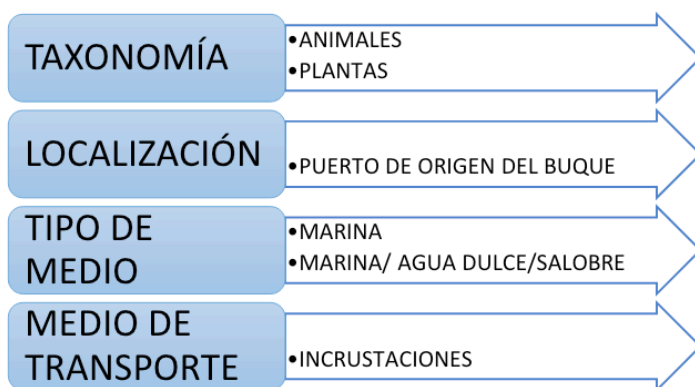 TAXONOMÍA
•ANIMALES
•PLANTAS
LOCALIZACIÓN
•PUERTO DE ORIGEN DEL BUQUE
TIPO DE
MEDIO
•MARINA
•MARINA/ AGUA DULCE/SALOBRE
MEDIO DE
TRANSPORTE
•INCRUSTACIONES